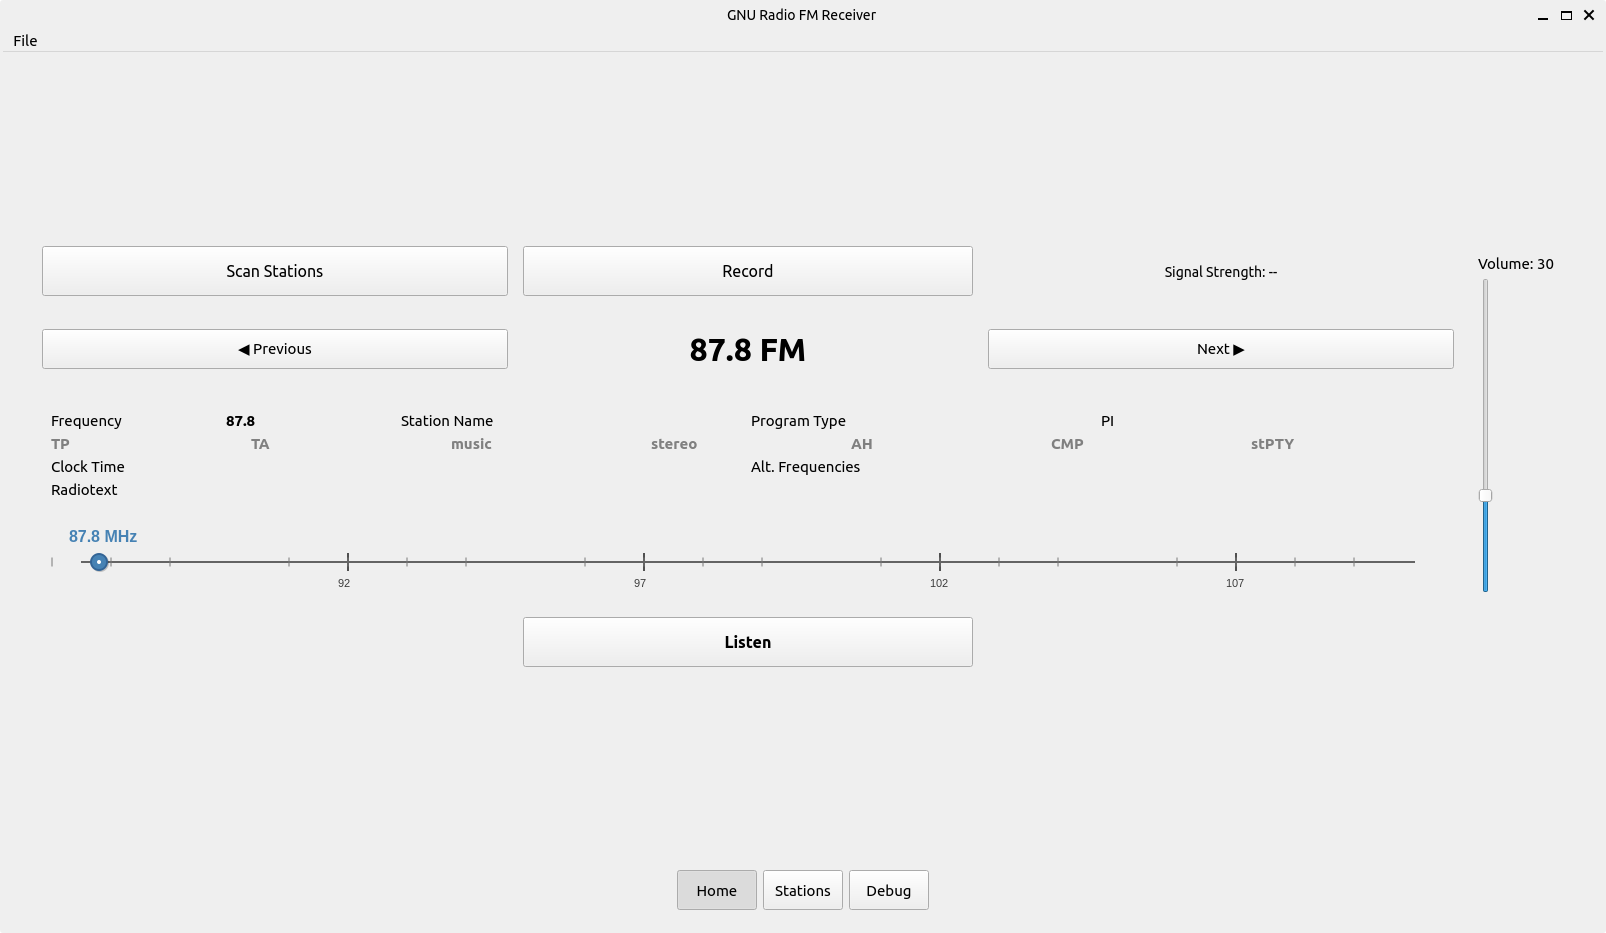 GNU Radio FM Receiver
File
Scan Stations
Record
Signal Strength: --
Volume: 30
◀ Previous
87.8 FM
Next ▶
Frequency 87.8 Station Name Program Type PI
TP TA music stereo AH CMP stPTY
Clock Time Alt. Frequencies
Radiotext
87.8 MHz
92 97 102 107
Listen
Home Stations Debug